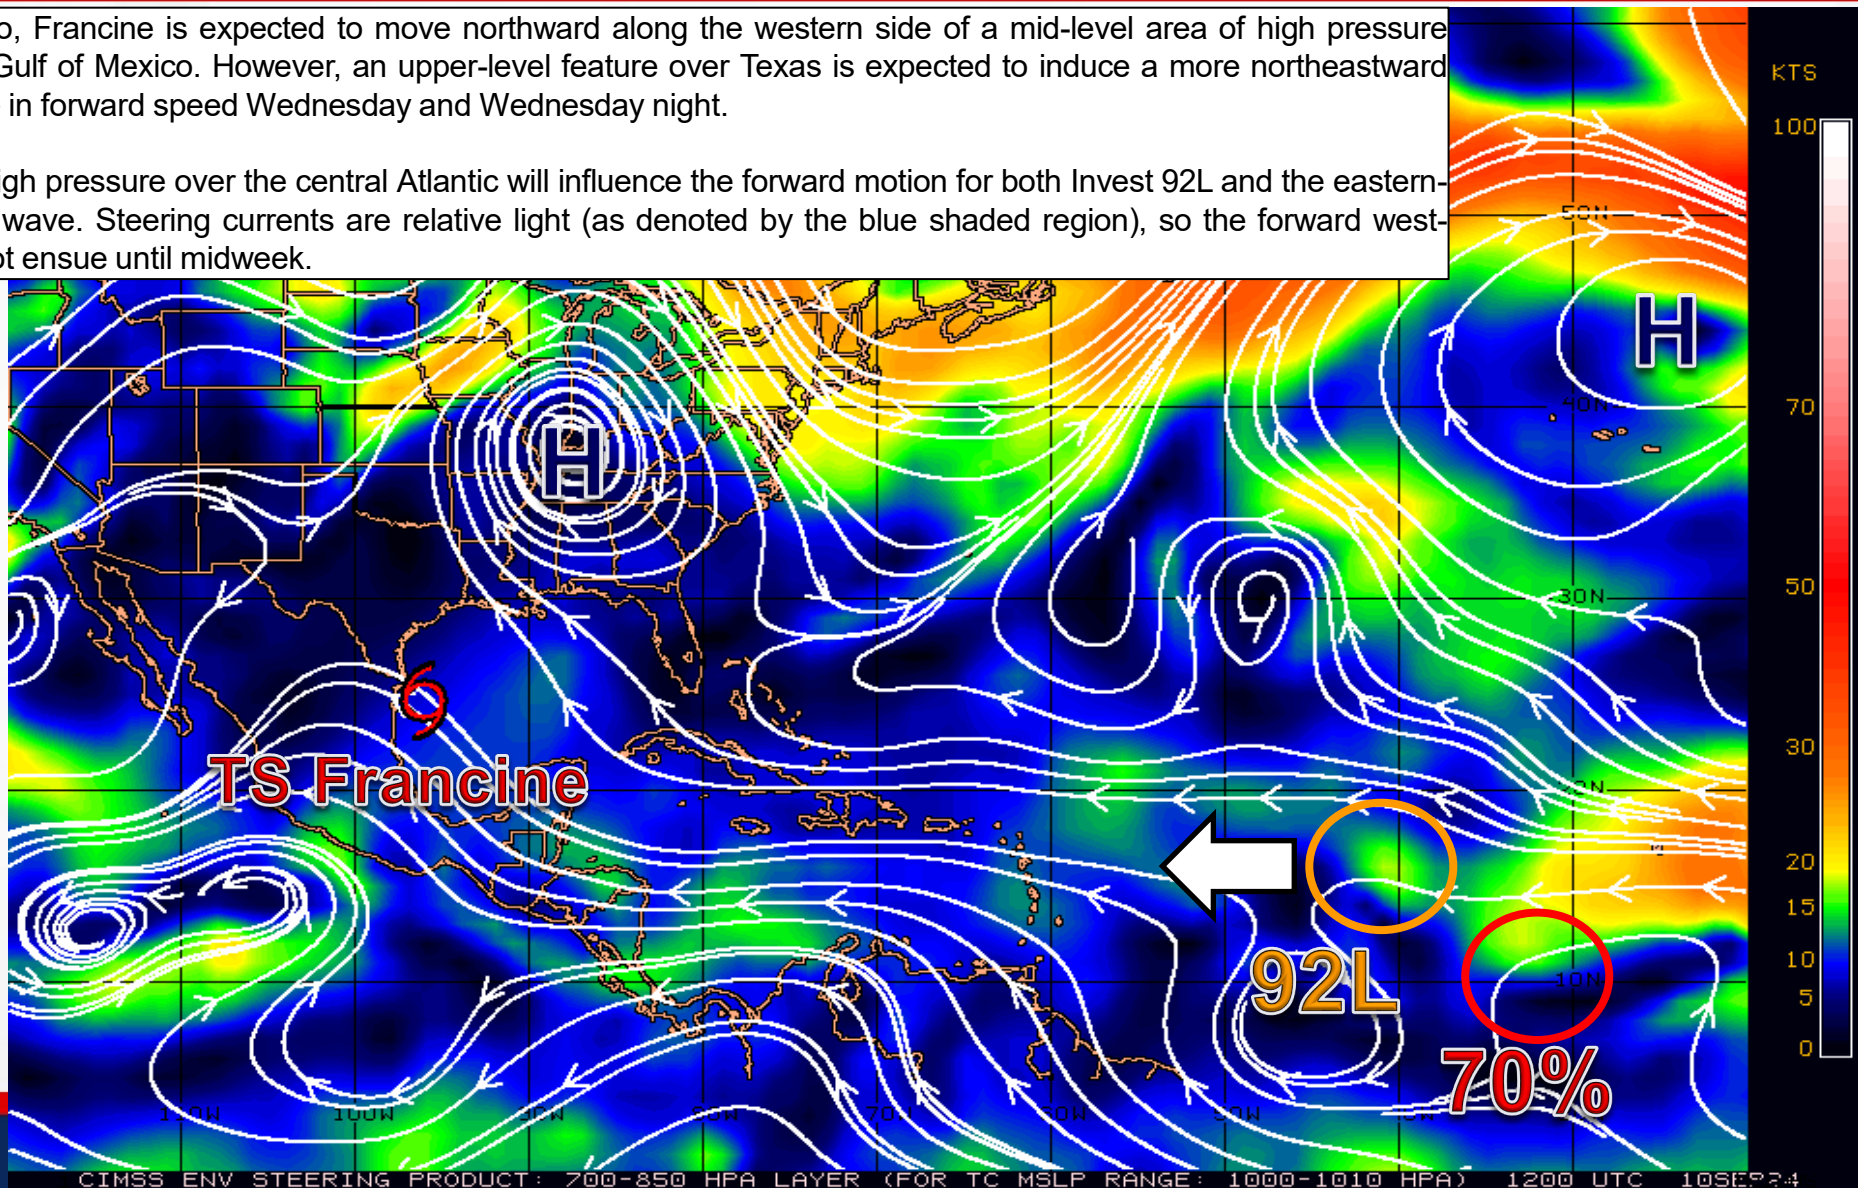 o, Francine is expected to move northward along the western side of a mid-level area of high pressure
Gulf of Mexico. However, an upper-level feature over Texas is expected to induce a more northeastward
in forward speed Wednesday and Wednesday night.
igh pressure over the central Atlantic will influence the forward motion for both Invest 92L and the eastern-
wave. Steering currents are relative light (as denoted by the blue shaded region), so the forward west-
ot ensue until midweek.
KTS
100
50N
H
40N
70
H
50
30N
30
TS Francine
20N
20
15
92L
10N
10
5
0
70%
110W 100W 90W 80W 70W 60W 50W
CIMSS ENV STEERING PRODUCT: 700-850 HPA LAYER (FOR TC MSLP RANGE: 1000-1010 HPA) 1200 UTC 10SEP24